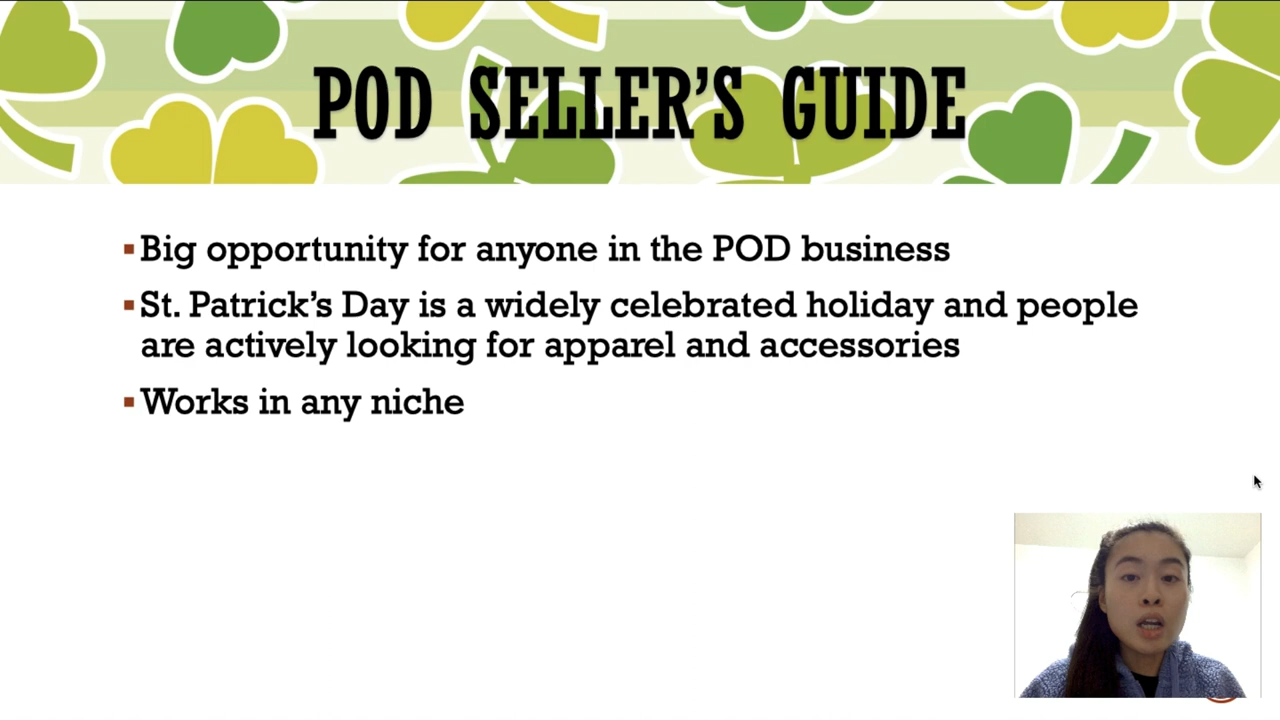 POD SELLER’S GUIDE
Big opportunity for anyone in the POD business
St. Patrick’s Day is a widely celebrated holiday and people
are actively looking for apparel and accessories
Works in any niche